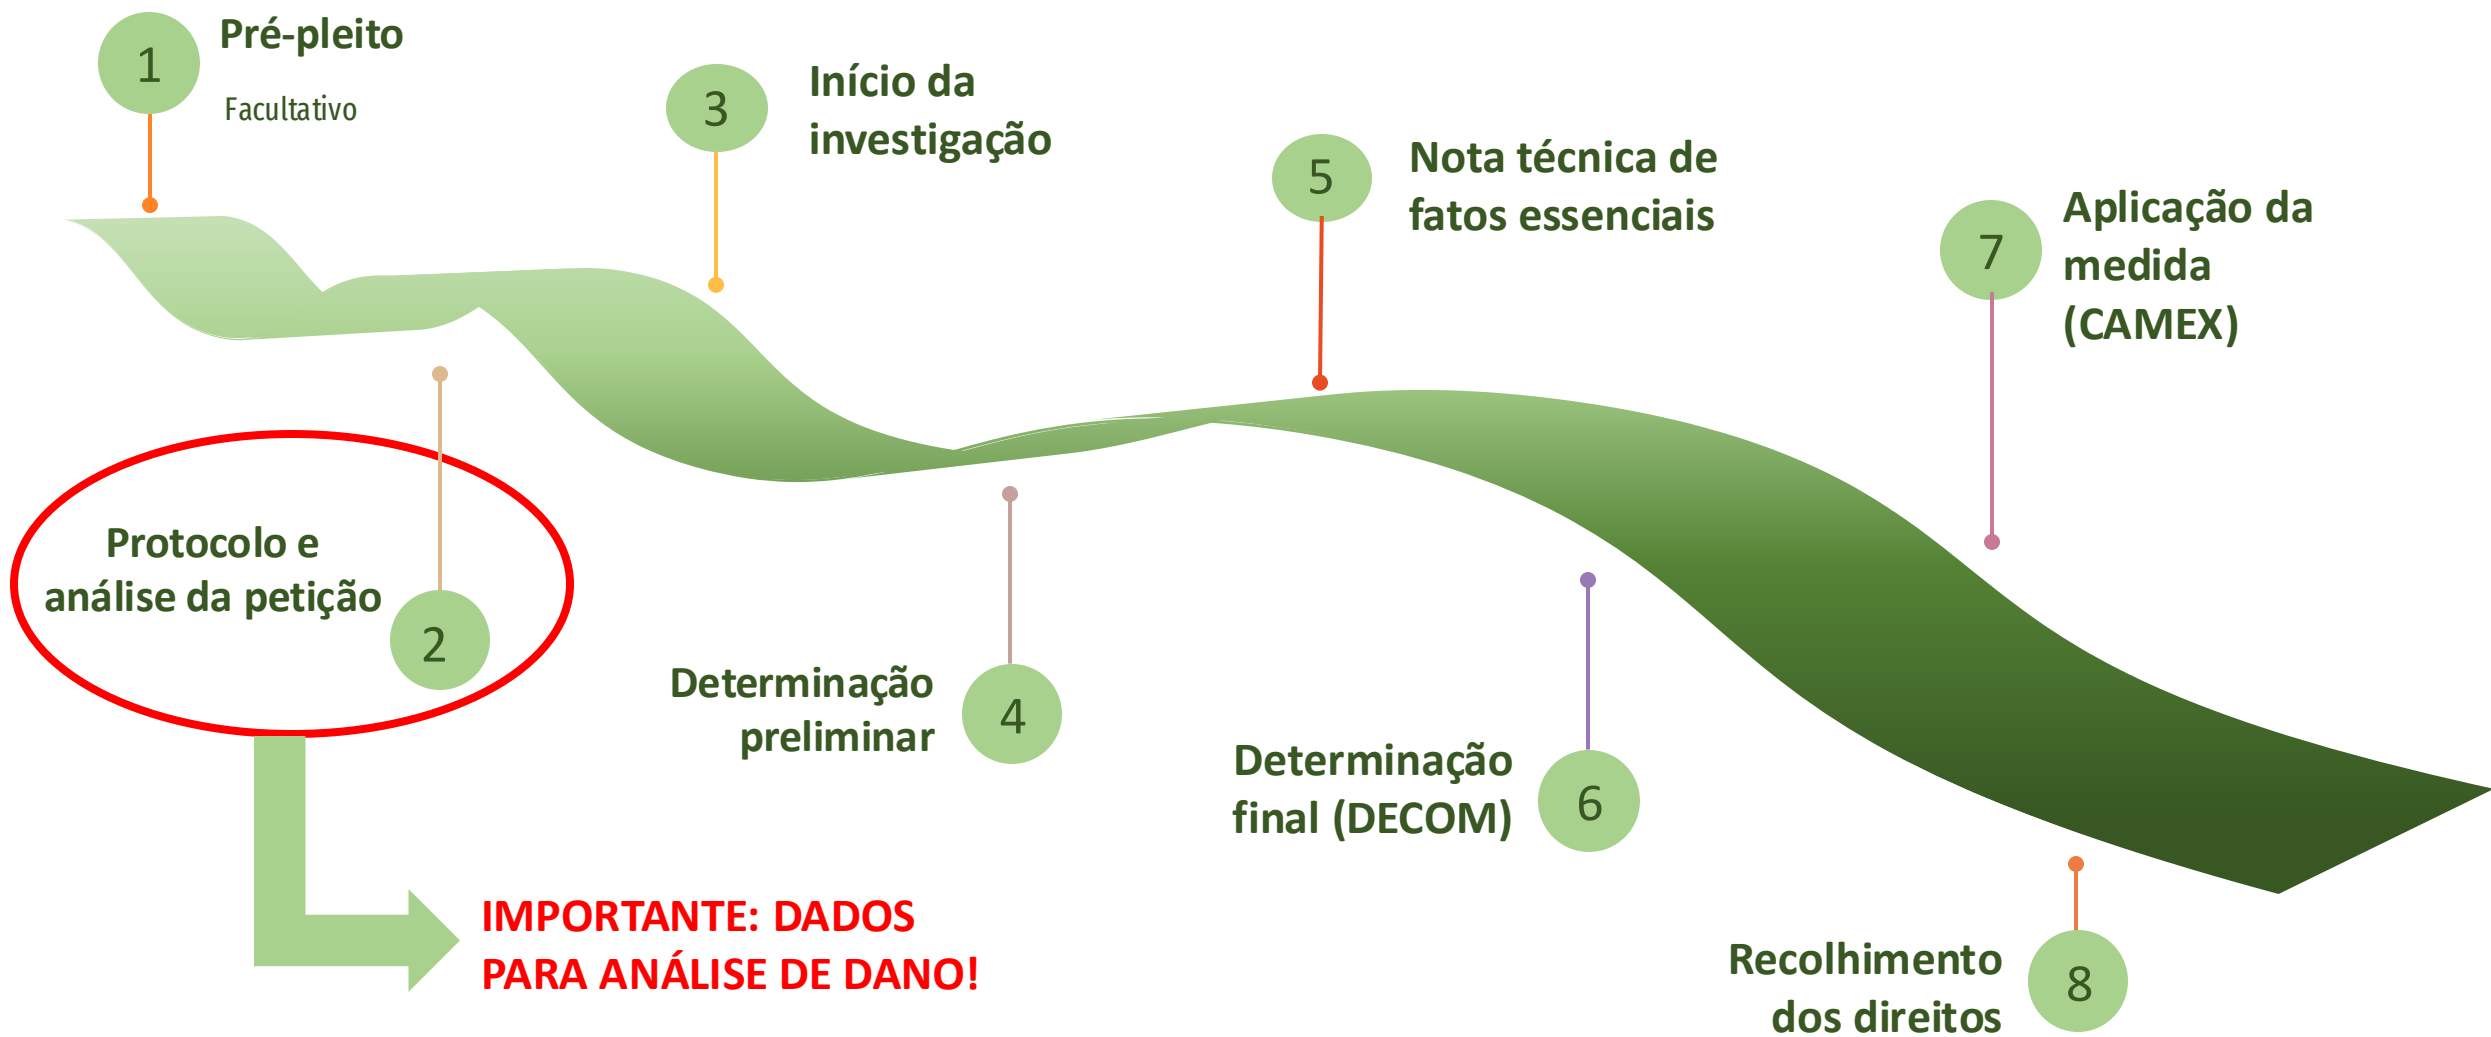 1
Pré-pleito
Facultativo
Protocolo e
análise da petição
2
3
Início da
investigação
Determinação
preliminar
4
5
Nota técnica de
fatos essenciais
Determinação
final (DECOM)
6
7
Aplicação da
medida
(CAMEX)
Recolhimento
dos direitos
8
IMPORTANTE: DADOS
PARA ANÁLISE DE DANO!